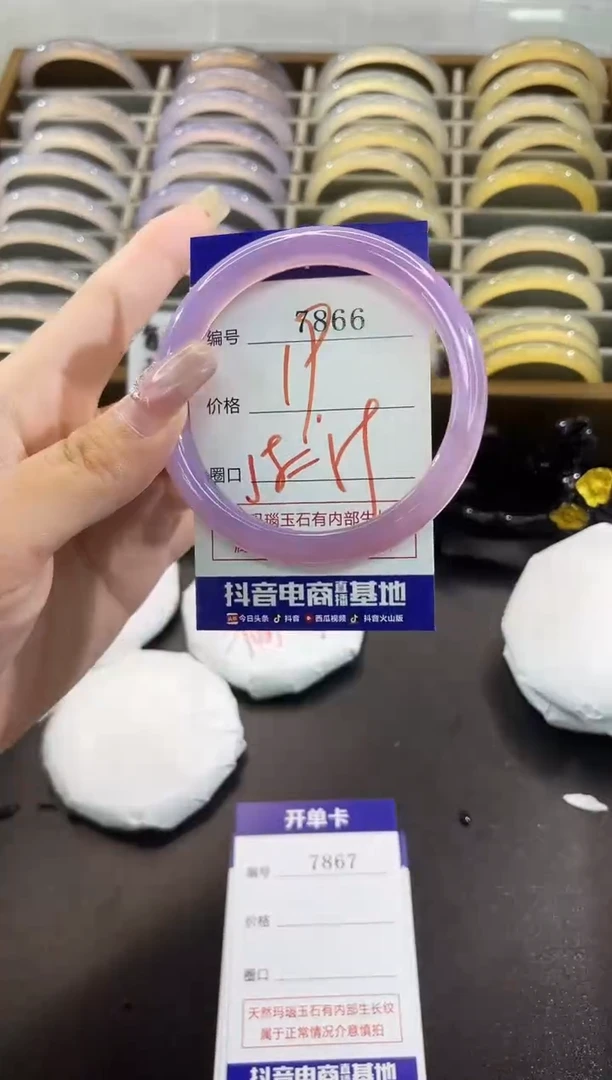 编号 7866
价格
圈口
玛瑙玉石有内部生长
抖音电商直播基地
今日头条 抖音 西瓜视频 抖音火山版
开单卡
编号 7867
价格
圈口
天然玛瑙玉石有内部生长纹
属于正常情况介意慎拍
抖音电商直播基地